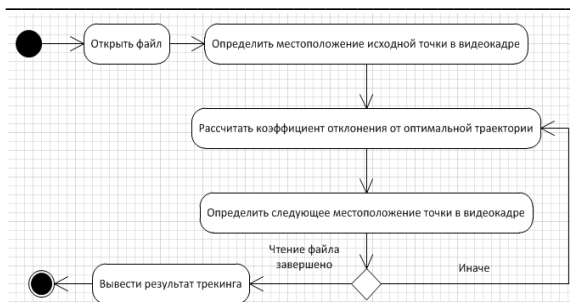 Открыть файл
Определить местоположение исходной точки в видеокадре
Рассчитать коэффициент отклонения от оптимальной траектории
Определить следующее местоположение точки в видеокадре
Чтение файла
завершено
Иначе
Вывести результат трекинга